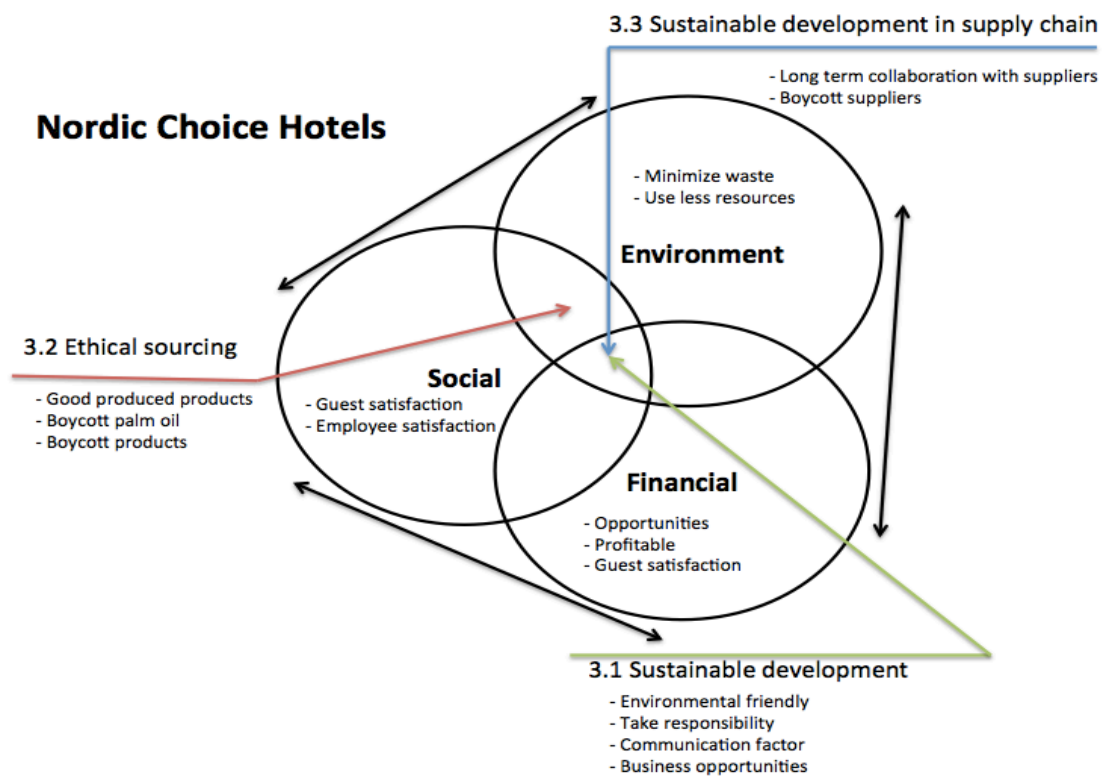 3.3 Sustainable development in supply chain
- Long term collaboration with suppliers
- Boycott suppliers
Nordic Choice Hotels
- Minimize waste
- Use less resources
Environment
3.2 Ethical sourcing
- Good produced products
- Boycott palm oil
- Boycott products
Social
- Guest satisfaction
- Employee satisfaction
Financial
- Opportunities
- Profitable
- Guest satisfaction
3.1 Sustainable development
- Environmental friendly
- Take responsibility
- Communication factor
- Business opportunities